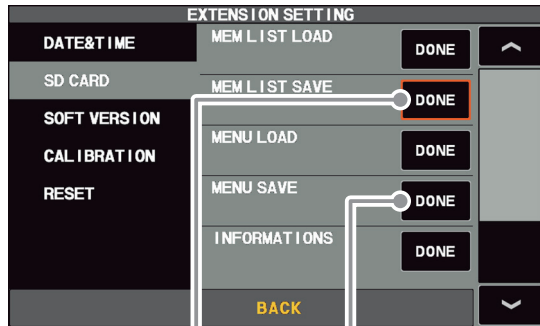 EXTENSION SETTING
DATE&TIME
SD CARD
SOFT VERSION
CALIBRATION
RESET
MEM LIST LOAD DONE
MEM LIST SAVE DONE
MENU LOAD DONE
MENU SAVE DONE
INFORMATIONS DONE
BACK